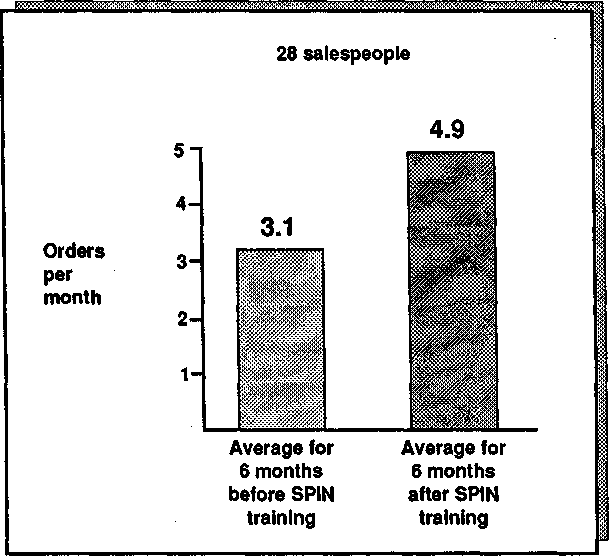 28 salespeople
4.9
5
4
3.1
Orders
per
month
3
2
1
Average for
6 months
before SPIN
training
Average for
6 months
after SPIN
training